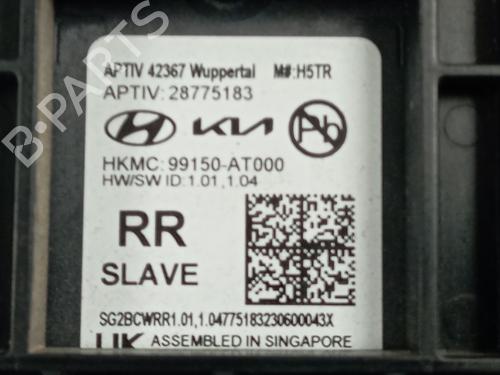 APTIV 42367 Wuppertal M#:H5TR
APTIV: 28775183
KIA Pb
HKMC: 99150-AT000
HW/SW ID:1.01,1.04
RR
SLAVE
SG2BCWRR1.01,1.04775183230600043X
UK ASSEMBLED IN SINGAPORE